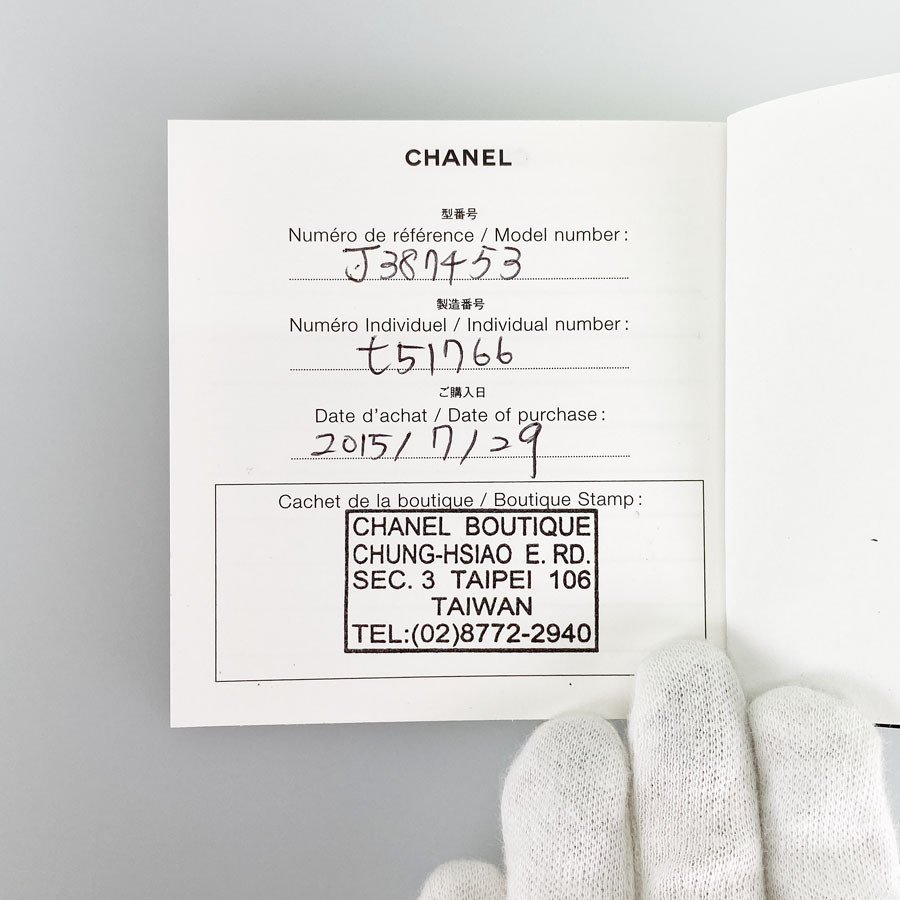 CHANEL
型番号
Numéro de référence / Model number:
J387453
製造番号
Numéro Individuel / Individual number:
t51766
ご購入日
Date d'achat / Date of purchase:
2015/7/29
Cachet de la boutique / Boutique Stamp:
CHANEL BOUTIQUE
CHUNG-HSIAO E. RD.
SEC. 3 TAIPEI 106
TAIWAN
TEL:(02)8772-2940